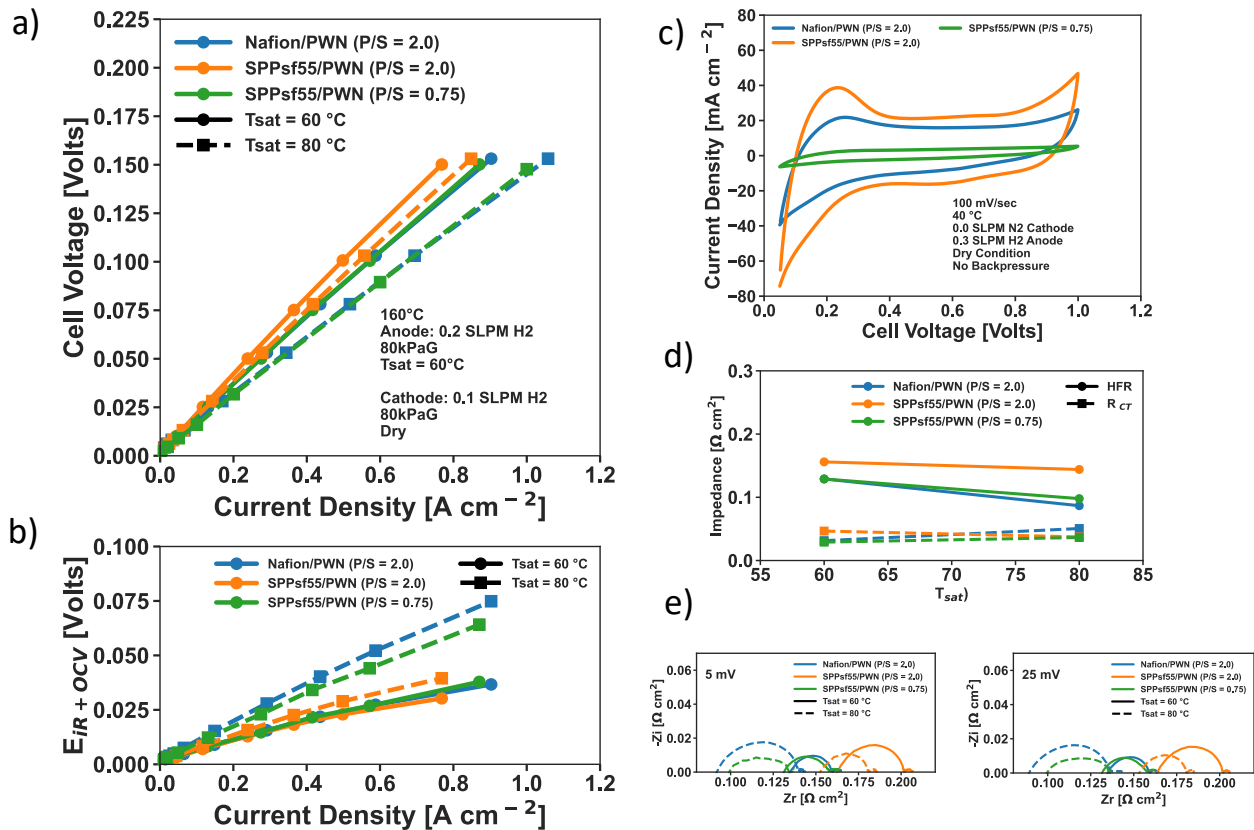 a)
0.225
0.200
0.175
0.150
0.125
0.100
0.075
0.050
0.025
0.000
Cell Voltage [Volts]
Nafion/PWN (P/S = 2.0)
SPPsf55/PWN (P/S = 2.0)
SPPsf55/PWN (P/S = 0.75)
Tsat = 60 °C
Tsat = 80 °C
160°C
Anode: 0.2 SLPM H2
80kPaG
Tsat = 60°C
Cathode: 0.1 SLPM H2
80kPaG
Dry
0.0 0.2 0.4 0.6 0.8 1.0 1.2
Current Density [A cm⁻²]
b)
0.100
0.075
0.050
0.025
0.000
E_{iR + OCV} [Volts]
Nafion/PWN (P/S = 2.0)
SPPsf55/PWN (P/S = 2.0)
SPPsf55/PWN (P/S = 0.75)
Tsat = 60 °C
Tsat = 80 °C
0.0 0.2 0.4 0.6 0.8 1.0 1.2
Current Density [A cm⁻²]
c)
Nafion/PWN (P/S = 2.0)
SPPsf55/PWN (P/S = 2.0)
SPPsf55/PWN (P/S = 0.75)
80
60
40
20
0
−20
−40
−60
−80
Current Density [mA cm⁻²]
100 mV/sec
40 °C
0.0 SLPM N2 Cathode
0.3 SLPM H2 Anode
Dry Condition
No Backpressure
0.0 0.2 0.4 0.6 0.8 1.0 1.2
Cell Voltage [Volts]
d)
0.3
0.2
0.1
0.0
Impedance [Ω cm²]
Nafion/PWN (P/S = 2.0)
SPPsf55/PWN (P/S = 2.0)
SPPsf55/PWN (P/S = 0.75)
HFR
R_{CT}
55 60 65 70 75 80 85
T_{sat})
e)
0.06
0.04
0.02
0.00
-Zi [Ω cm²]
5 mV
Nafion/PWN (P/S = 2.0)
SPPsf55/PWN (P/S = 2.0)
SPPsf55/PWN (P/S = 0.75)
Tsat = 60 °C
Tsat = 80 °C
0.100 0.125 0.150 0.175 0.200
Zr [Ω cm²]
0.06
0.04
0.02
0.00
-Zi [Ω cm²]
25 mV
Nafion/PWN (P/S = 2.0)
SPPsf55/PWN (P/S = 2.0)
SPPsf55/PWN (P/S = 0.75)
Tsat = 60 °C
Tsat = 80 °C
0.100 0.125 0.150 0.175 0.200
Zr [Ω cm²]